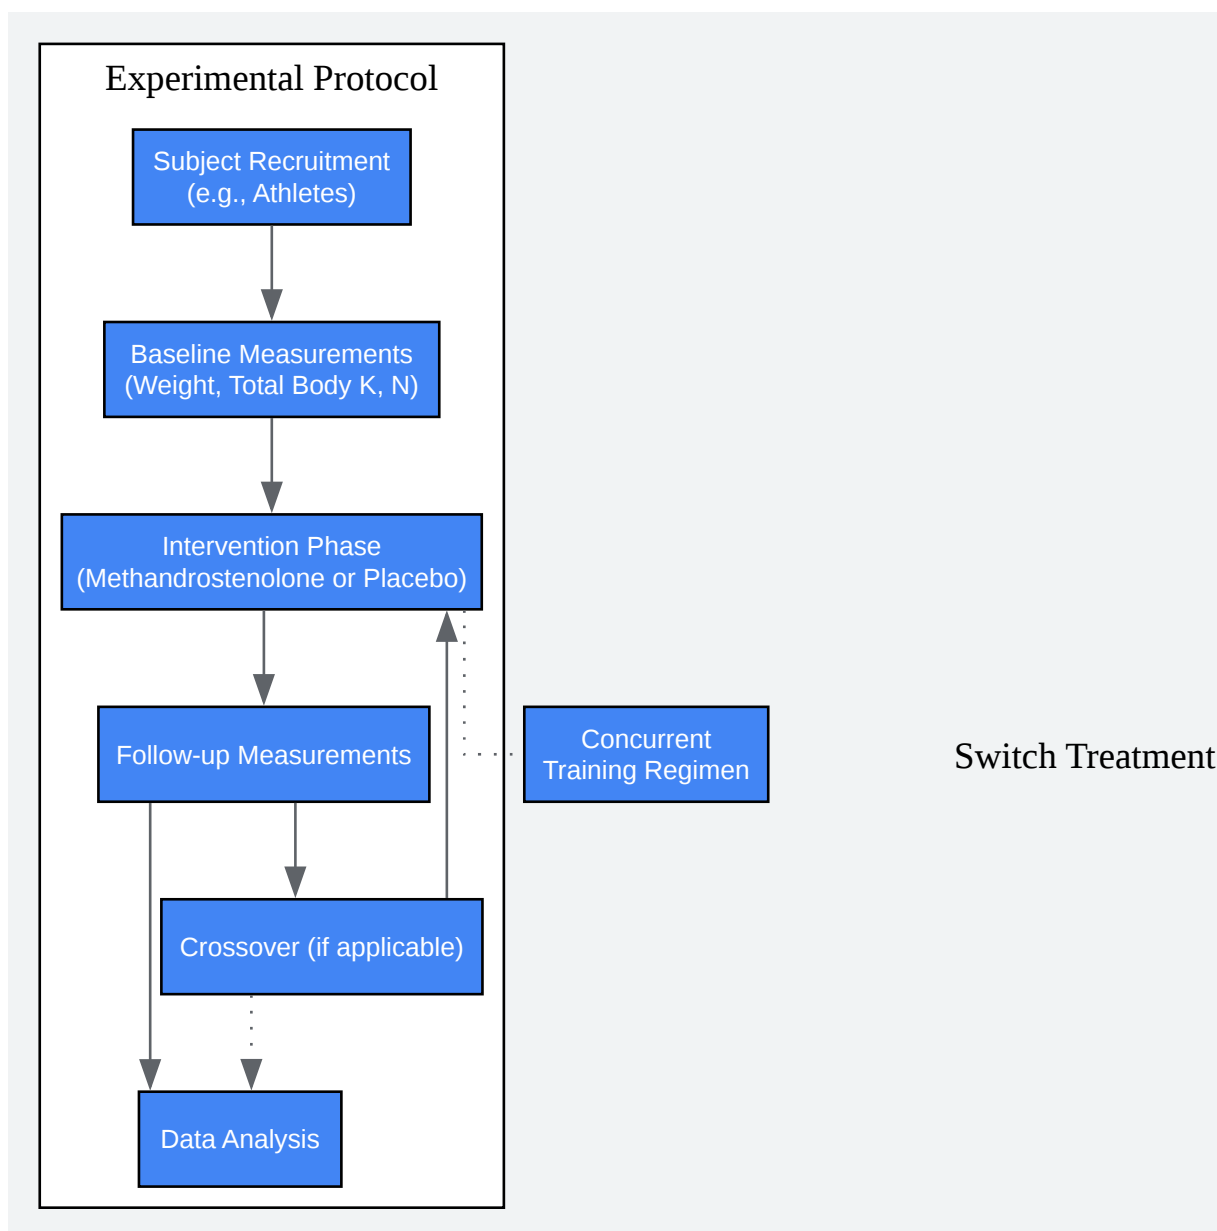 Experimental Protocol
Subject Recruitment
(e.g., Athletes)
Baseline Measurements
(Weight, Total Body K, N)
Intervention Phase
(Methandrostenolone or Placebo)
Follow-up Measurements
Concurrent
Training Regimen
Switch Treatment
Crossover (if applicable)
Data Analysis